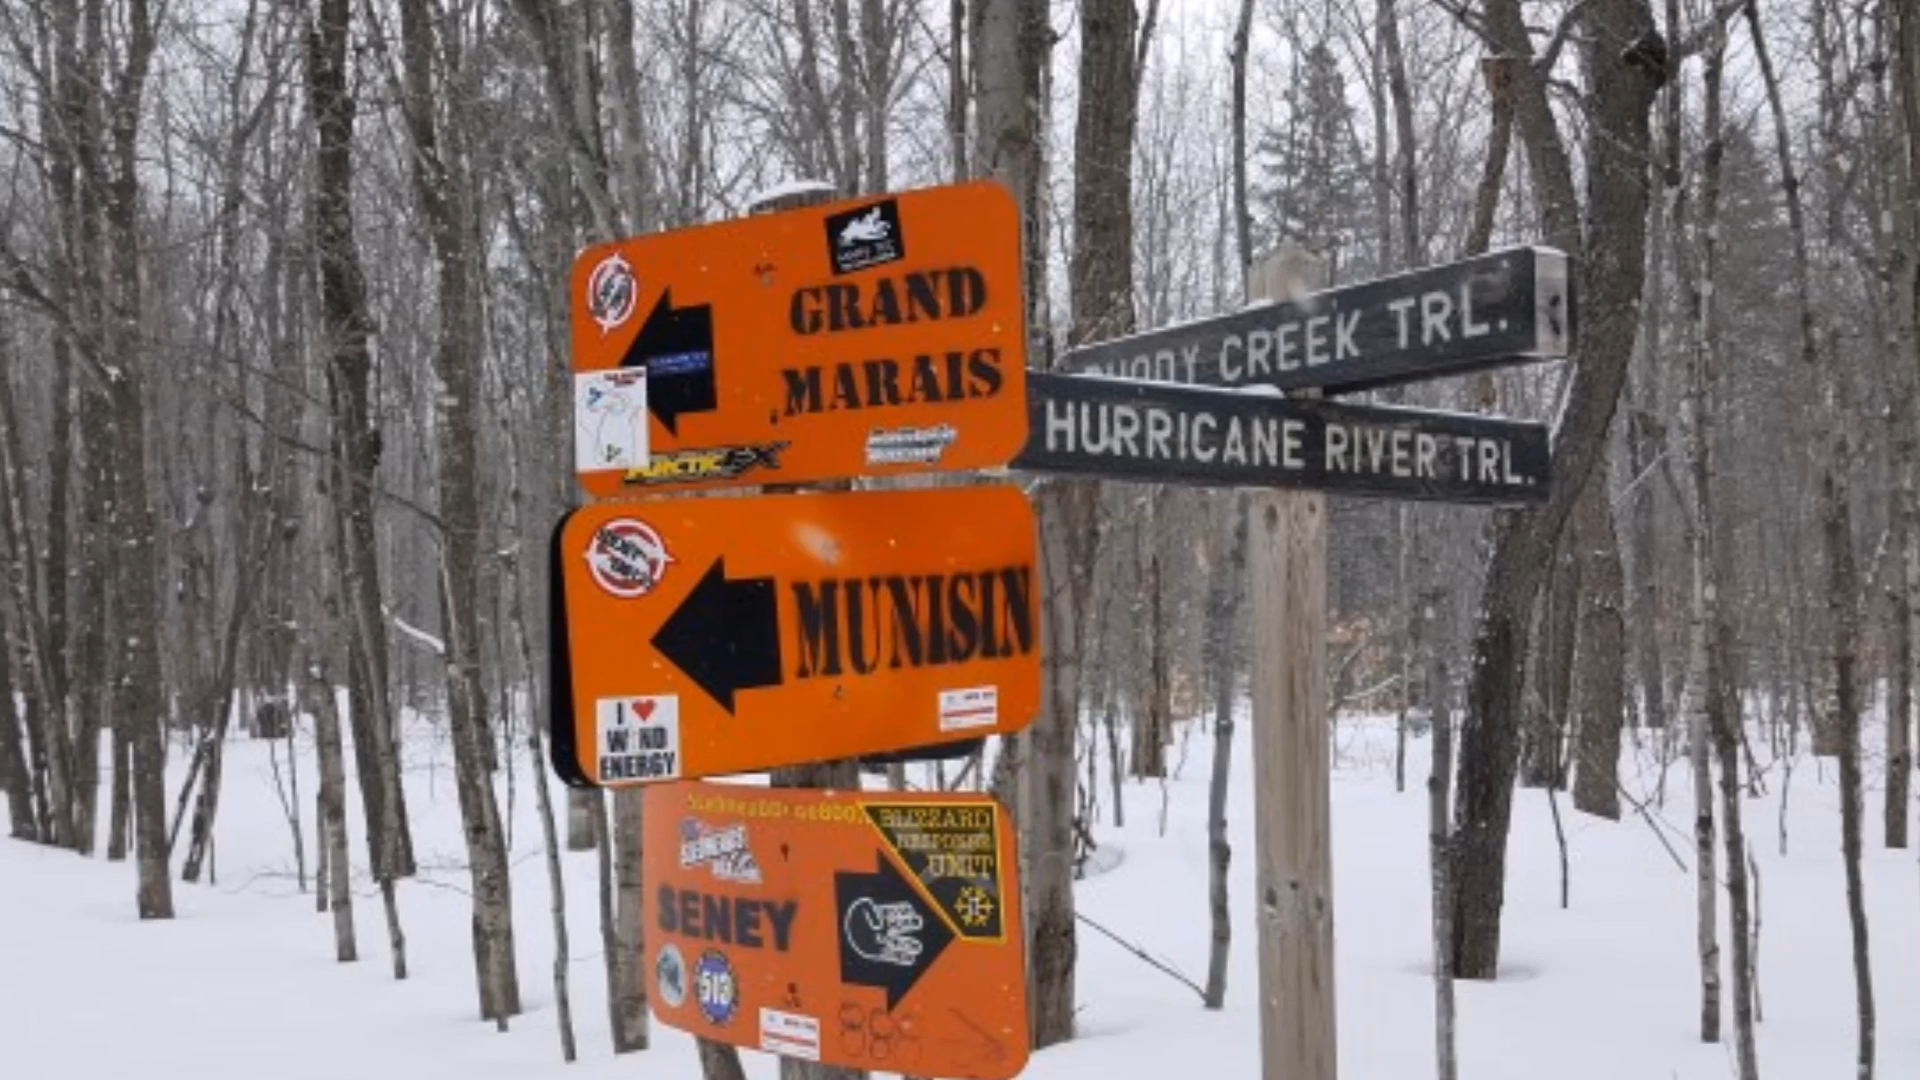 GRAND
MARAIS
ARCTIC FX
CREEK TRL.
HURRICANE RIVER TRL.
MUNISIN
I ♥
WIND
ENERGY
BLIZZARD
RESPONSE
UNIT
SENEY
513